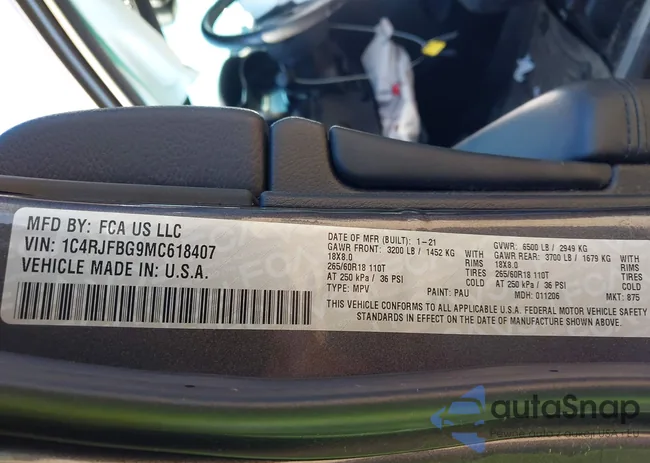 MFD BY: FCA US LLC
VIN: 1C4RJFBG9MC618407
VEHICLE MADE IN: U.S.A.
DATE OF MFR (BUILT): 1-21 GVWR: 6500 LB / 2949 KG
GAWR FRONT: 3200 LB / 1452 KG RIMS GAWR REAR: 3700 LB / 1679 KG
18X8.0 RIMS 18X8.0
265/60R18 110T TIRES 265/60R18 110T TIRES
AT 250 kPa / 36 PSI COLD AT 250 kPa / 36 PSI COLD
TYPE: MPV PAINT: PAU MDH: 011206 MKT: 875
THIS VEHICLE CONFORMS TO ALL APPLICABLE U.S.A. FEDERAL MOTOR VEHICLE SAFETY
STANDARDS IN EFFECT ON THE DATE OF MANUFACTURE SHOWN ABOVE.
autaSnap
Pewne auta z